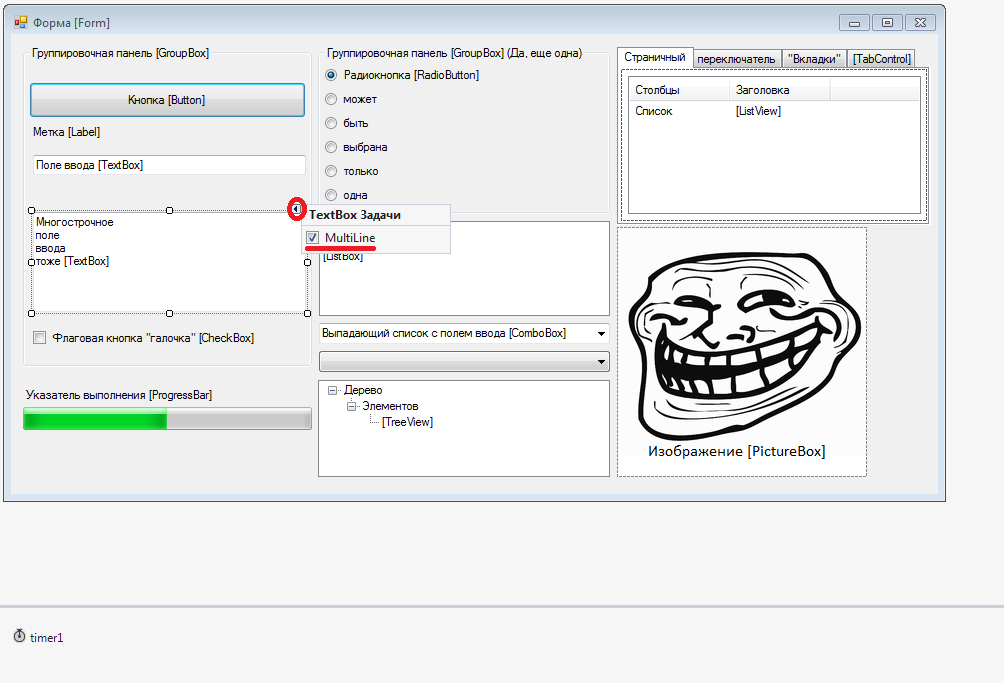 Форма [Form]
Группировочная панель [GroupBox]
Кнопка [Button]
Метка [Label]
Поле ввода [TextBox]
Многострочное
поле
ввода
тоже [TextBox]
Флаговая кнопка "галочка" [CheckBox]
Указатель выполнения [ProgressBar]
Группировочная панель [GroupBox] (Да, еще одна)
Радиокнопка [RadioButton]
может
быть
выбрана
только
одна
TextBox Задачи
MultiLine
[ListBox]
Выпадающий список с полем ввода [ComboBox]
Дерево
Элементов
[TreeView]
Страничный переключатель "Вкладки" [TabControl]
Столбцы Заголовка
Список [ListView]
Изображение [PictureBox]
timer1